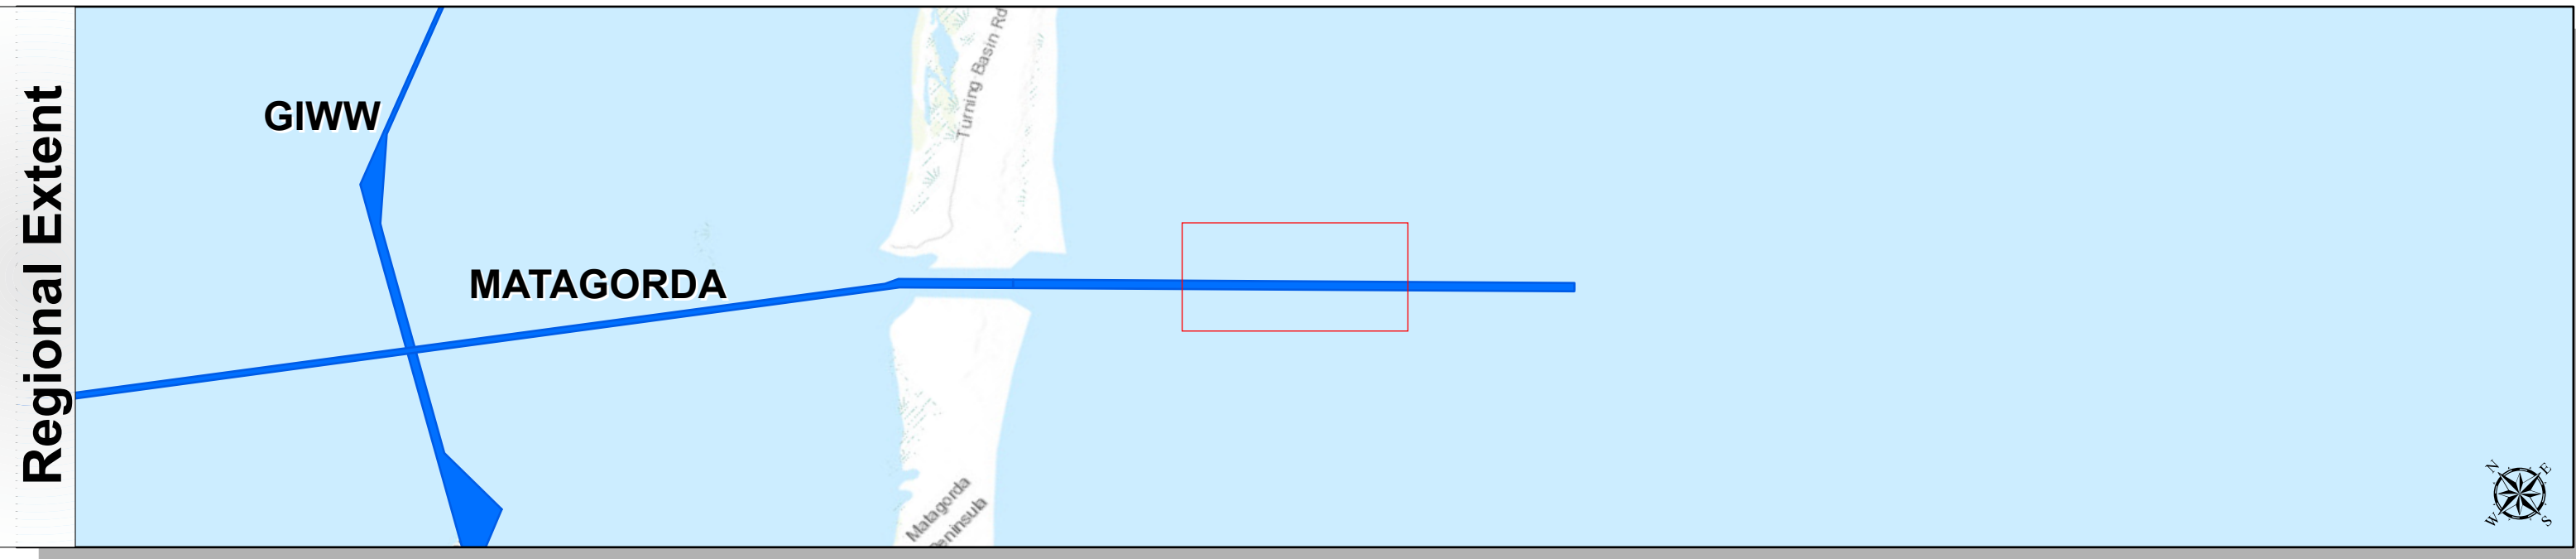 Regional Extent
GIWW
MATAGORDA
Turning Basin Rd
Matagorda
Peninsula
N
E
W
S